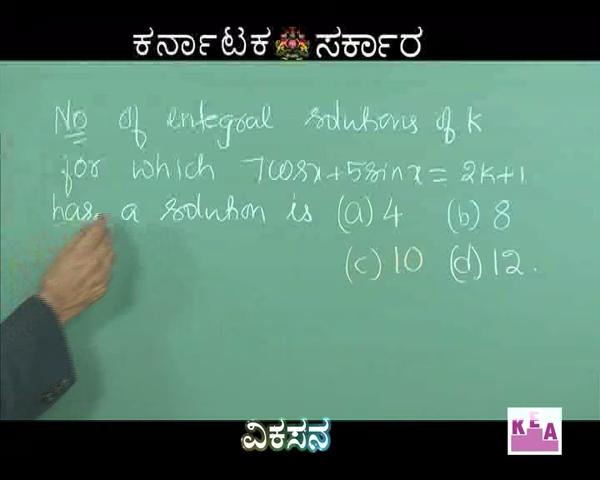 ಕರ್ನಾಟಕ ಸರ್ಕಾರ
No of integral solutions of k
for which 7cosx+5sinx = 2k+1
has a solution is (a) 4 (b) 8
(c) 10 (d) 12.
ವಿಕಸನ
KEA